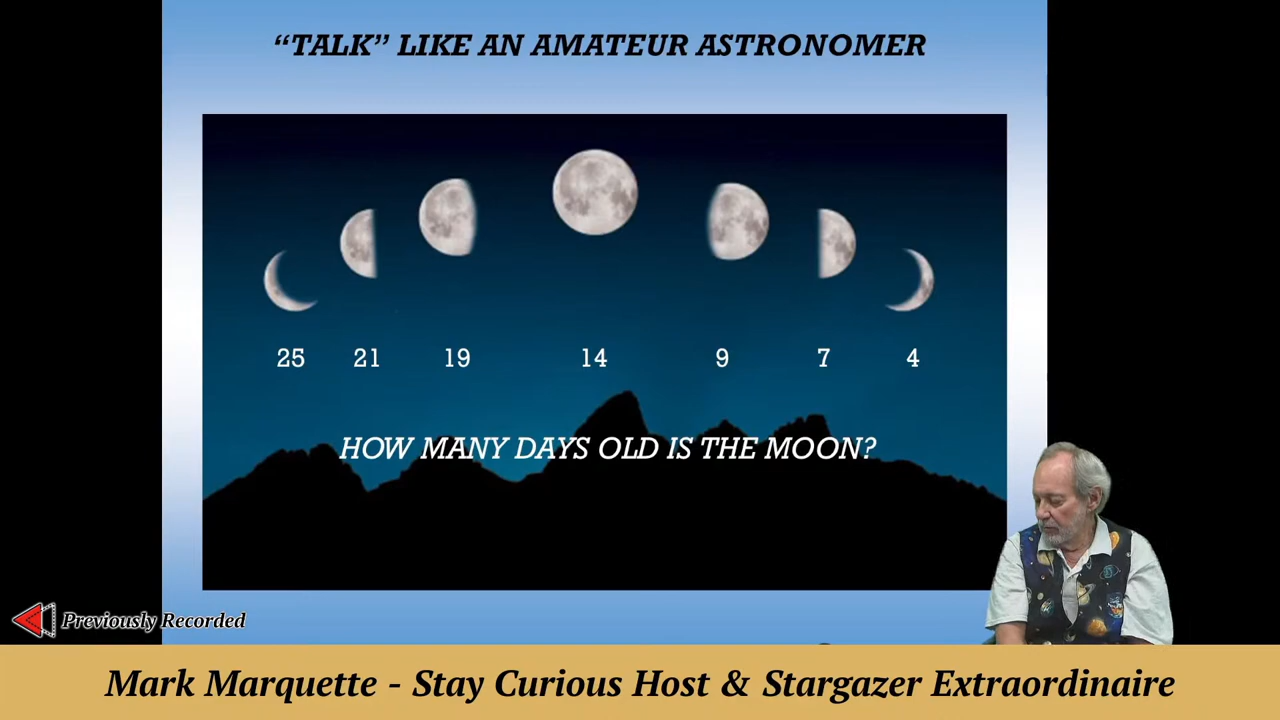 “TALK” LIKE AN AMATEUR ASTRONOMER
25 21 19 14 9 7 4
HOW MANY DAYS OLD IS THE MOON?
Previously Recorded
Mark Marquette - Stay Curious Host & Stargazer Extraordinaire